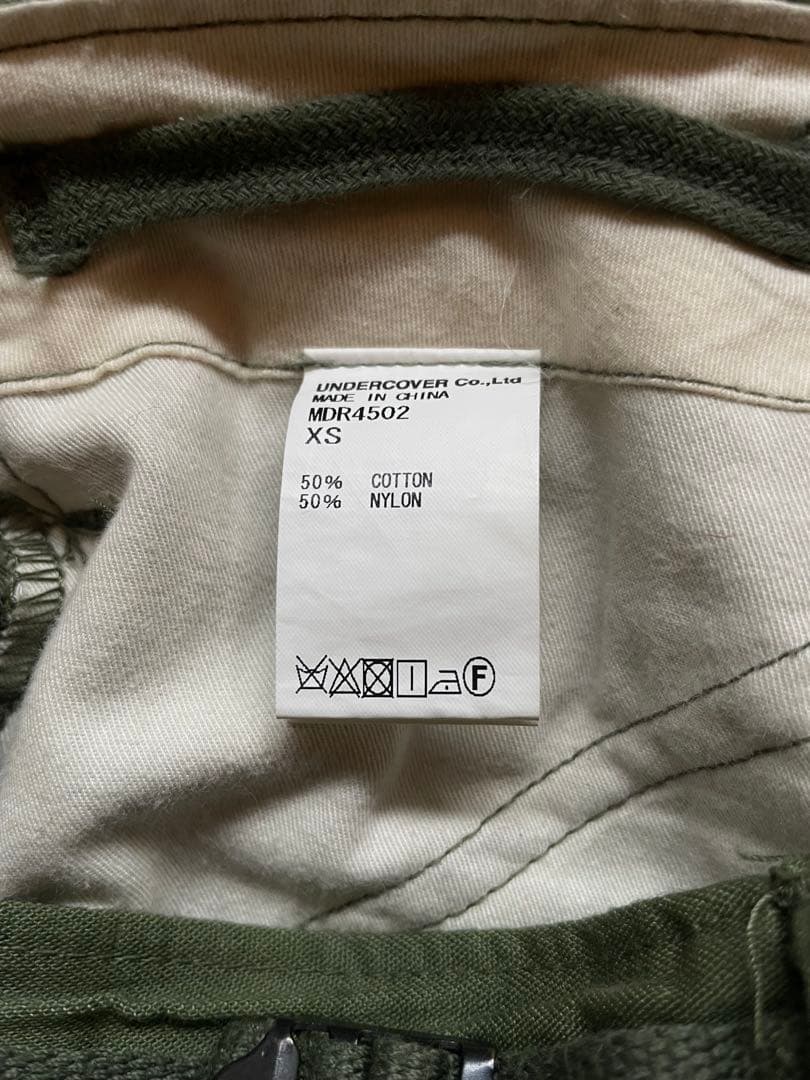 UNDERCOVER Co.,Ltd
MADE IN CHINA
MDR4502
XS
50% COTTON
50% NYLON
F